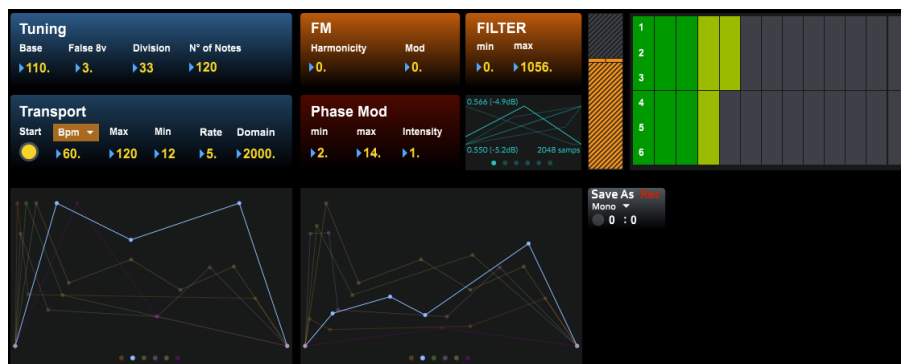 Tuning
Base False 8v Division N° of Notes
110. 3. 33 120
FM
Harmonicity Mod
0. 0.
FILTER
min max
0. 1056.
Transport
Start Bpm Max Min Rate Domain
60. 120 12 5. 2000.
Phase Mod
min max Intensity
2. 14. 1.
0.566 (-4.9dB)
0.550 (-5.2dB) 2048 samps
1
2
3
4
5
6
Save As Rec
Mono
0 : 0